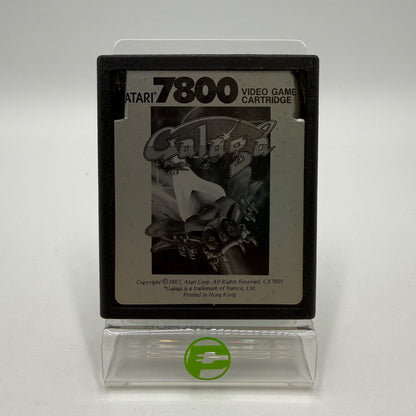 ATARI 7800 VIDEO GAME CARTRIDGE
Galaga
Copyright © 1987, Atari Corp. All Rights Reserved. CX7805
*Galaga is a trademark of Namco, Ltd.
Printed in Hong Kong